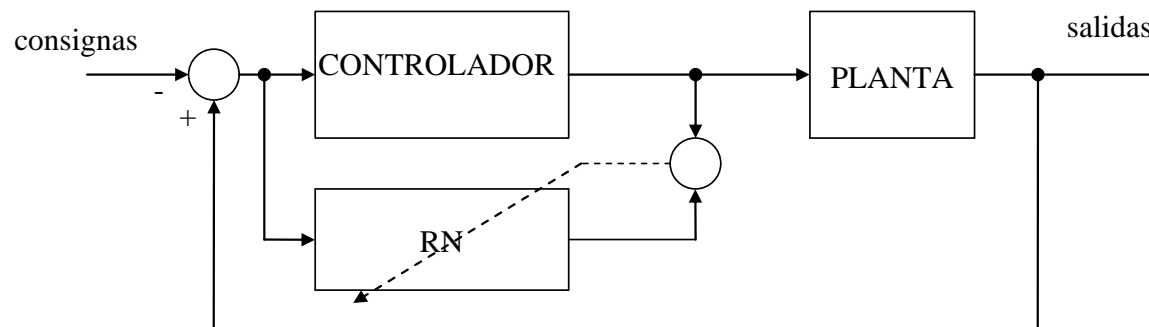 consignas
salidas
CONTROLADOR
PLANTA
-
+
RN